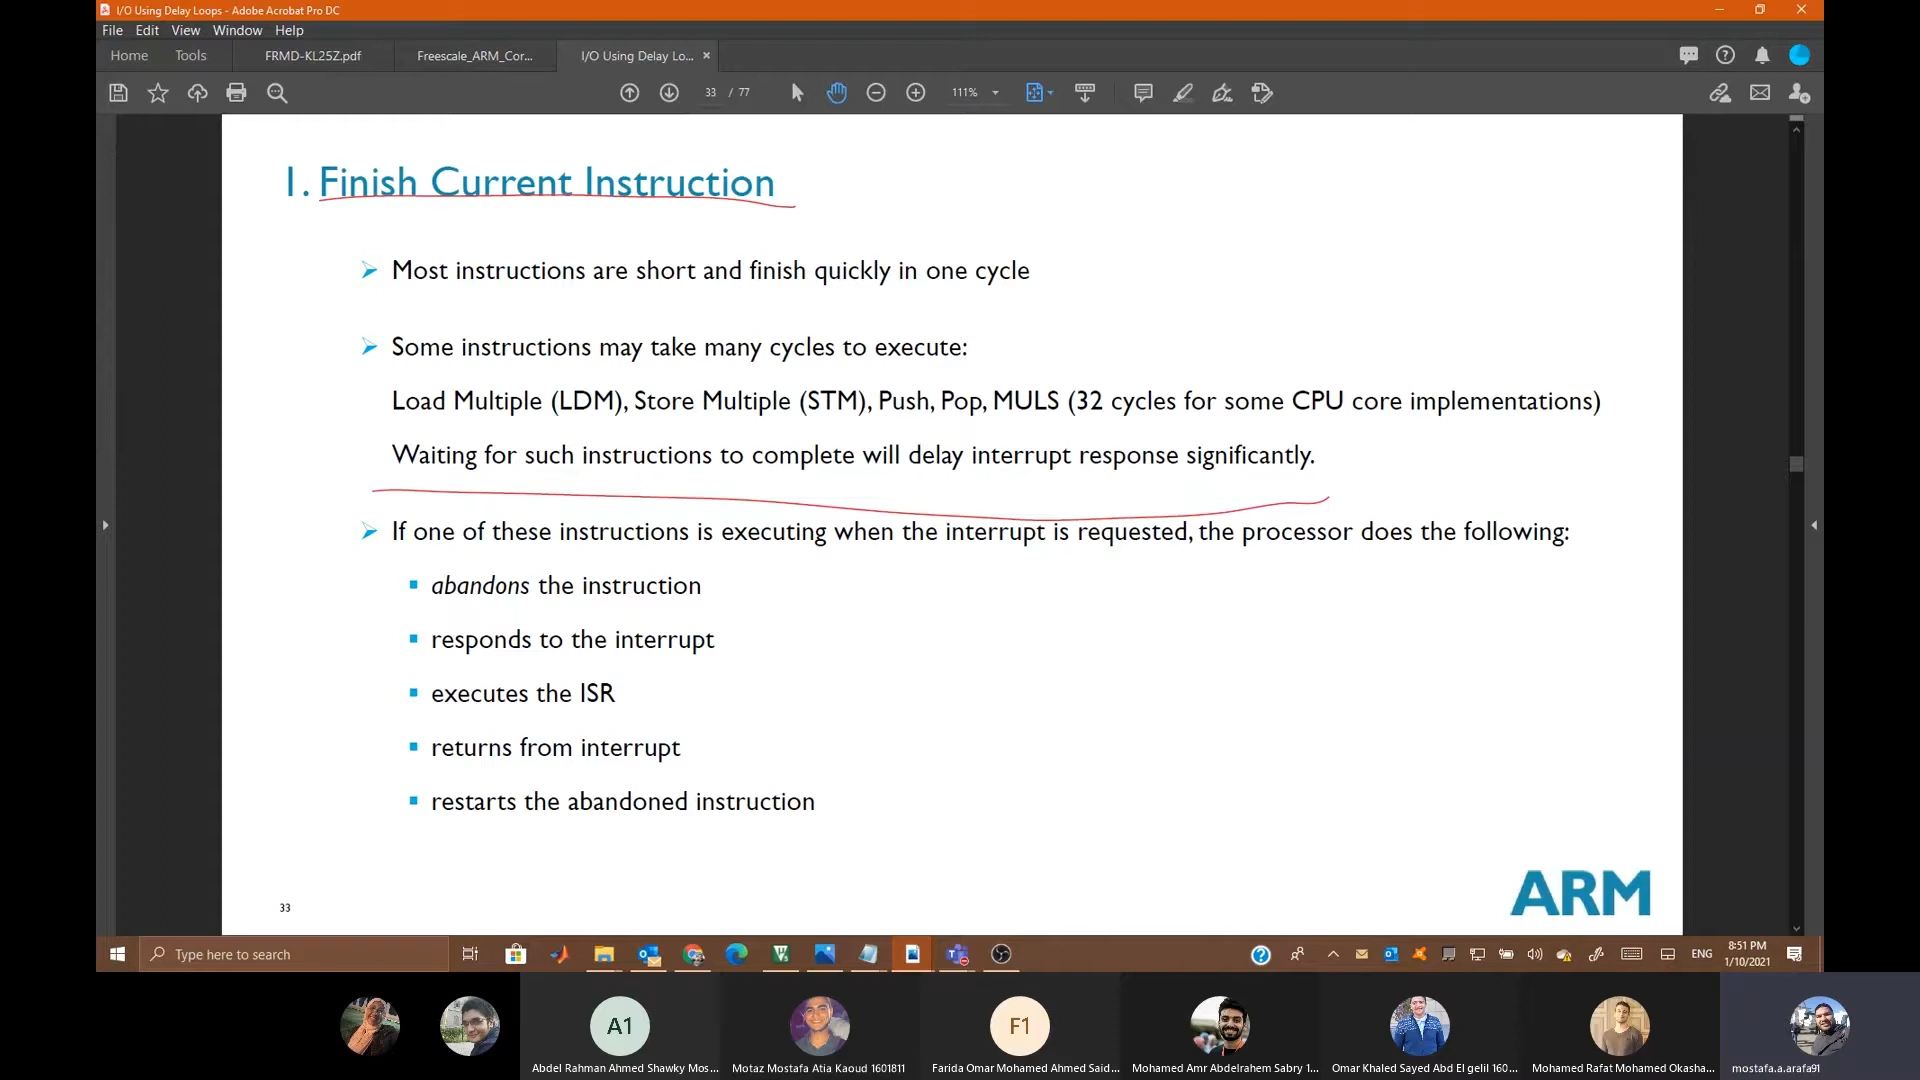 I/O Using Delay Loops - Adobe Acrobat Pro DC
File Edit View Window Help
Home Tools FRMD-KL25Z.pdf Freescale_ARM_Cor... I/O Using Delay Lo... ×
33 / 77 111%
1. Finish Current Instruction
Most instructions are short and finish quickly in one cycle
Some instructions may take many cycles to execute:
Load Multiple (LDM), Store Multiple (STM), Push, Pop, MULS (32 cycles for some CPU core implementations)
Waiting for such instructions to complete will delay interrupt response significantly.
If one of these instructions is executing when the interrupt is requested, the processor does the following:
abandons the instruction
responds to the interrupt
executes the ISR
returns from interrupt
restarts the abandoned instruction
ARM
33
Type here to search
ENG
8:51 PM
1/10/2021
A1
F1
Abdel Rahman Ahmed Shawky Mos...
Motaz Mostafa Atia Kaoud 1601811
Farida Omar Mohamed Ahmed Said...
Mohamed Amr Abdelrahem Sabry 1...
Omar Khaled Sayed Abd El gelil 160...
Mohamed Rafat Mohamed Okasha...
mostafa.a.arafa91